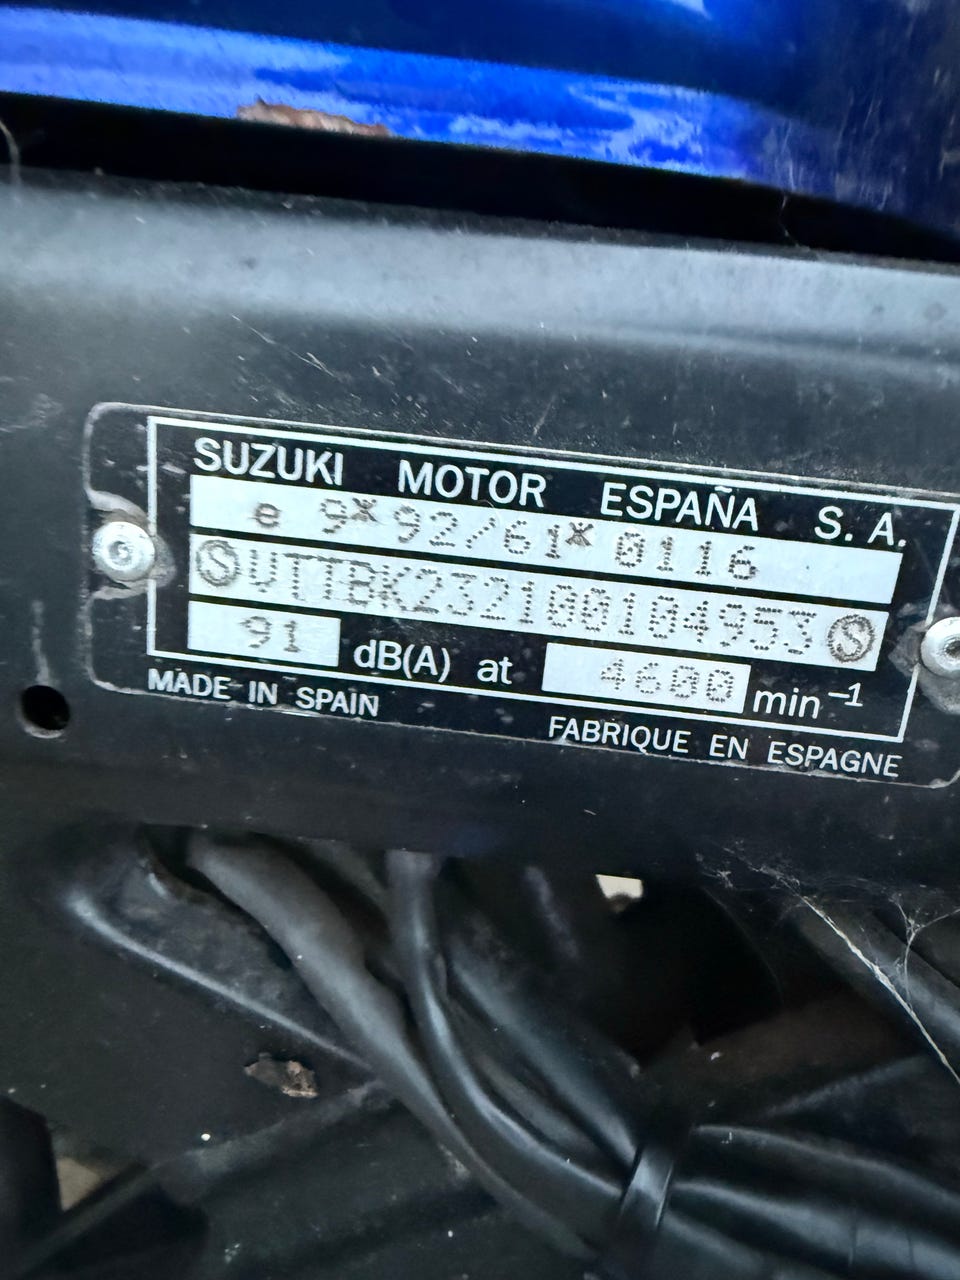 SUZUKI MOTOR ESPAÑA S.A.
e 9* 92/61* 0116
ⓈVTTBK232100104953Ⓢ
91 dB(A) at 4600 min⁻¹
MADE IN SPAIN FABRIQUE EN ESPAGNE